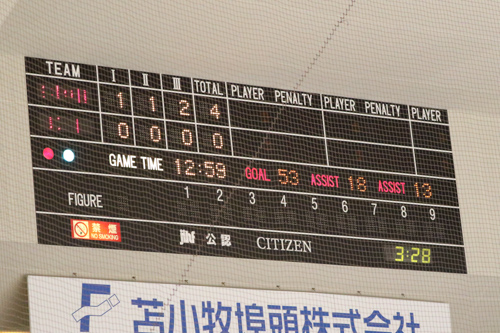 TEAM I II III TOTAL PLAYER PENALTY PLAYER PENALTY PLAYER
1 1 2 4
0 0 0 0
GAME TIME 12:59 GOAL 53 ASSIST 18 ASSIST 13
FIGURE 1 2 3 4 5 6 7 8 9
禁煙
NO SMOKING
jihf 公認 CITIZEN 3:28
苫小牧埠頭株式会社